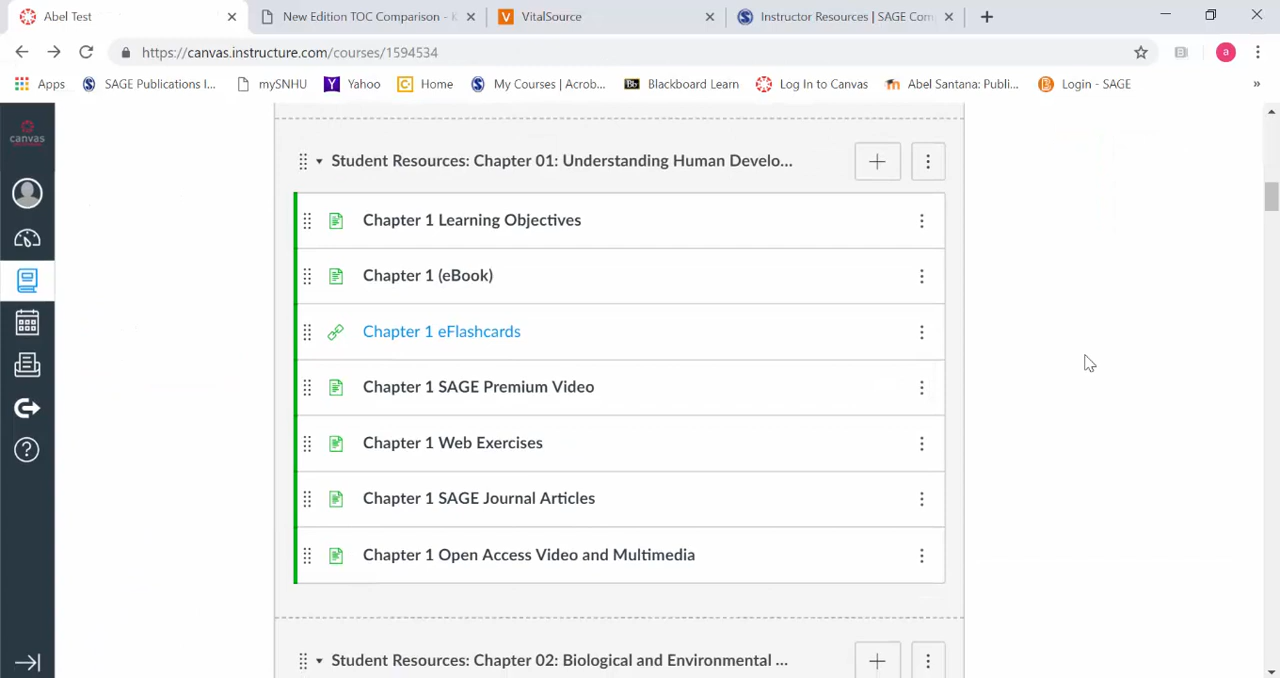 Abel Test
New Edition TOC Comparison - K
VitalSource
Instructor Resources | SAGE Com
https://canvas.instructure.com/courses/1594534
a
Apps
SAGE Publications I...
mySNHU
Yahoo
Home
My Courses | Acrob...
Blackboard Learn
Log In to Canvas
Abel Santana: Publi...
Login - SAGE
canvas
Student Resources: Chapter 01: Understanding Human Develo...
Chapter 1 Learning Objectives
Chapter 1 (eBook)
Chapter 1 eFlashcards
Chapter 1 SAGE Premium Video
Chapter 1 Web Exercises
Chapter 1 SAGE Journal Articles
Chapter 1 Open Access Video and Multimedia
Student Resources: Chapter 02: Biological and Environmental ...